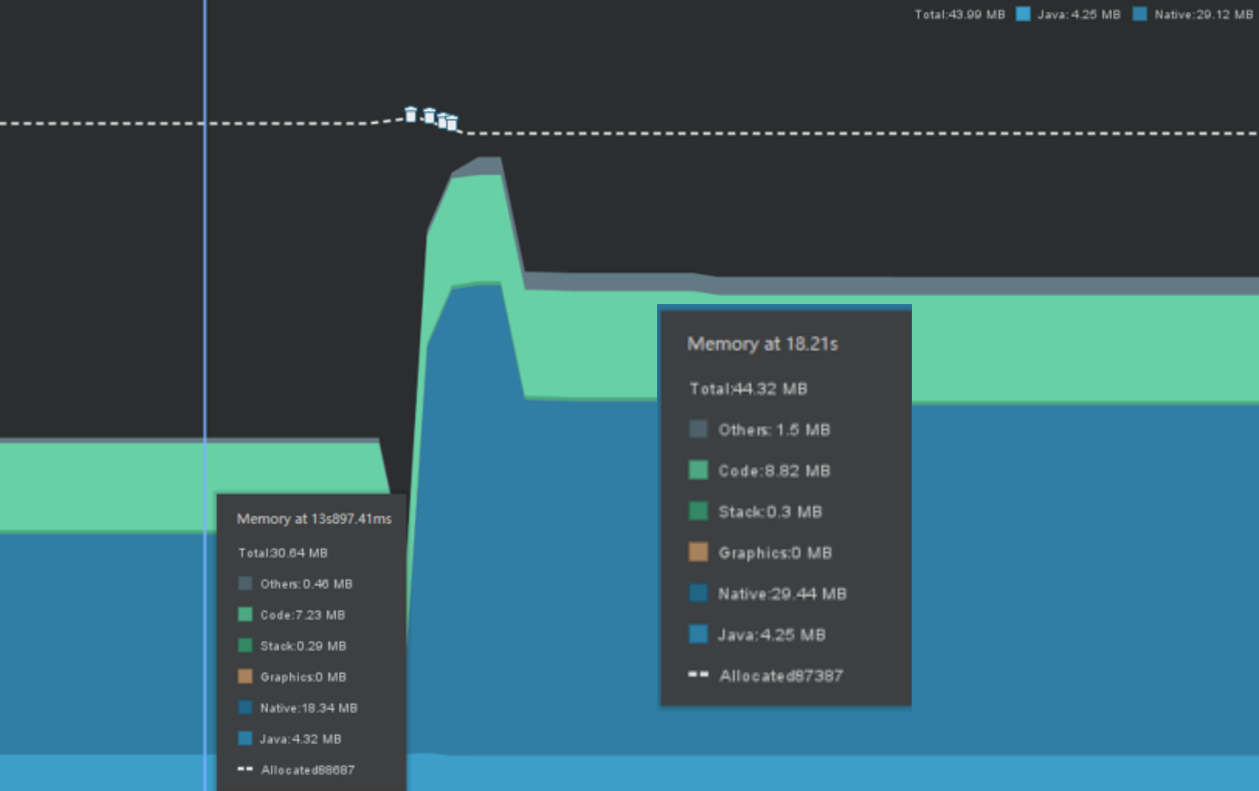 Total:43.99 MB Java:4.25 MB Native:29.12 MB
Memory at 18.21s
Total:44.32 MB
Others: 1.5 MB
Code:8.82 MB
Stack:0.3 MB
Graphics:0 MB
Native:29.44 MB
Java:4.25 MB
Allocated87387
Memory at 13s897.41ms
Total:30.64 MB
Others:0.46 MB
Code:7.23 MB
Stack:0.29 MB
Graphics:0 MB
Native:18.34 MB
Java:4.32 MB
Allocated88687